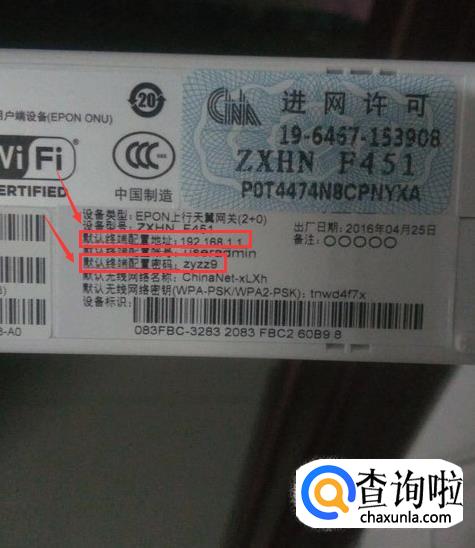 用户端设备(EPON ONU)
20
WiFi
CERTIFIED
CCC
中国制造
进网许可
19-6467-153908
ZXHN F451
P0T4474N8CPNYXA
设备类型: EPON上行天翼网关(2+0)
设备型号: ZXHN F451
出厂日期: 2016年04月25日
默认终端配置地址: 192.168.1.1
备注: ○○○○○
默认终端配置账号: useradmin
默认终端配置密码: zyzz9
默认无线网络名称: ChinaNet-xLXh
默认无线网络密钥(WPA-PSK/WPA2-PSK): tnwd4f7x
设备标识:
083FBC-3283 2083 FBC2 60B9 8
3-A0
查询啦
chaxunla.com